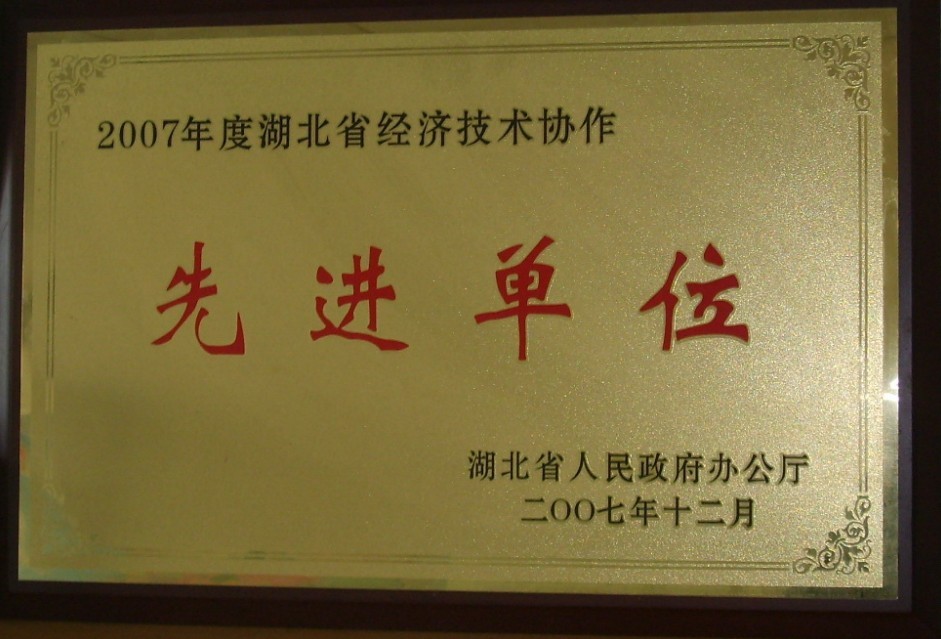 2007年度湖北省经济技术协作
先进单位
湖北省人民政府办公厅
二OO七年十二月